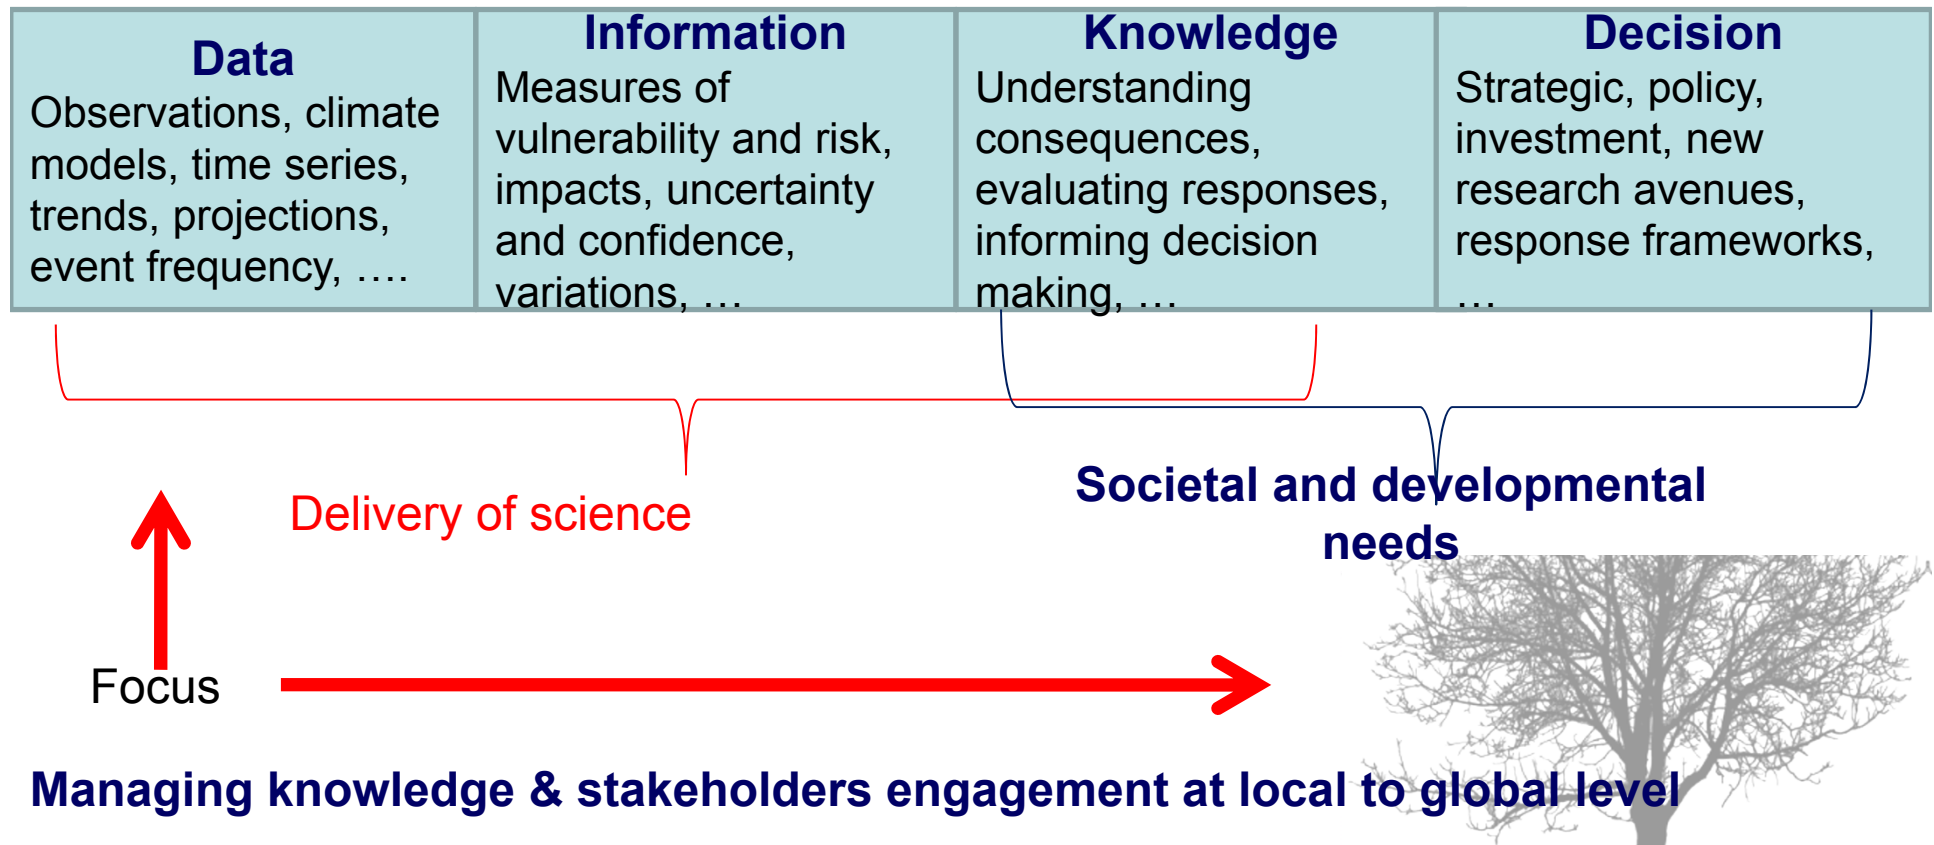 Data
Observations, climate
models, time series,
trends, projections,
event frequency, ….
Information
Measures of
vulnerability and risk,
impacts, uncertainty
and confidence,
variations, …
Knowledge
Understanding
consequences,
evaluating responses,
informing decision
making, …
Decision
Strategic, policy,
investment, new
research avenues,
response frameworks,
…
Delivery of science
Societal and developmental
needs
Focus
Managing knowledge & stakeholders engagement at local to global level